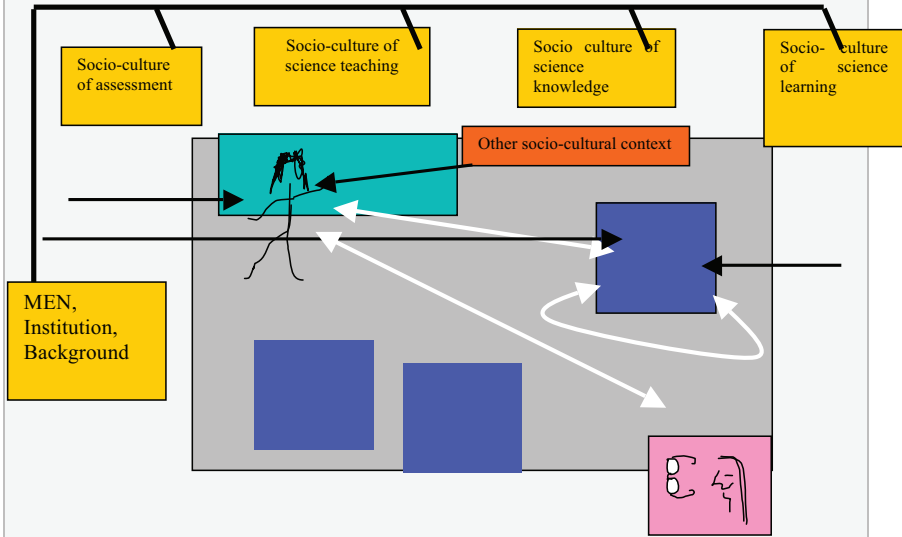 Socio-culture
of assessment
Socio-culture of
science teaching
Socio culture of
science
knowledge
Socio- culture
of science
learning
Other socio-cultural context
MEN,
Institution,
Background